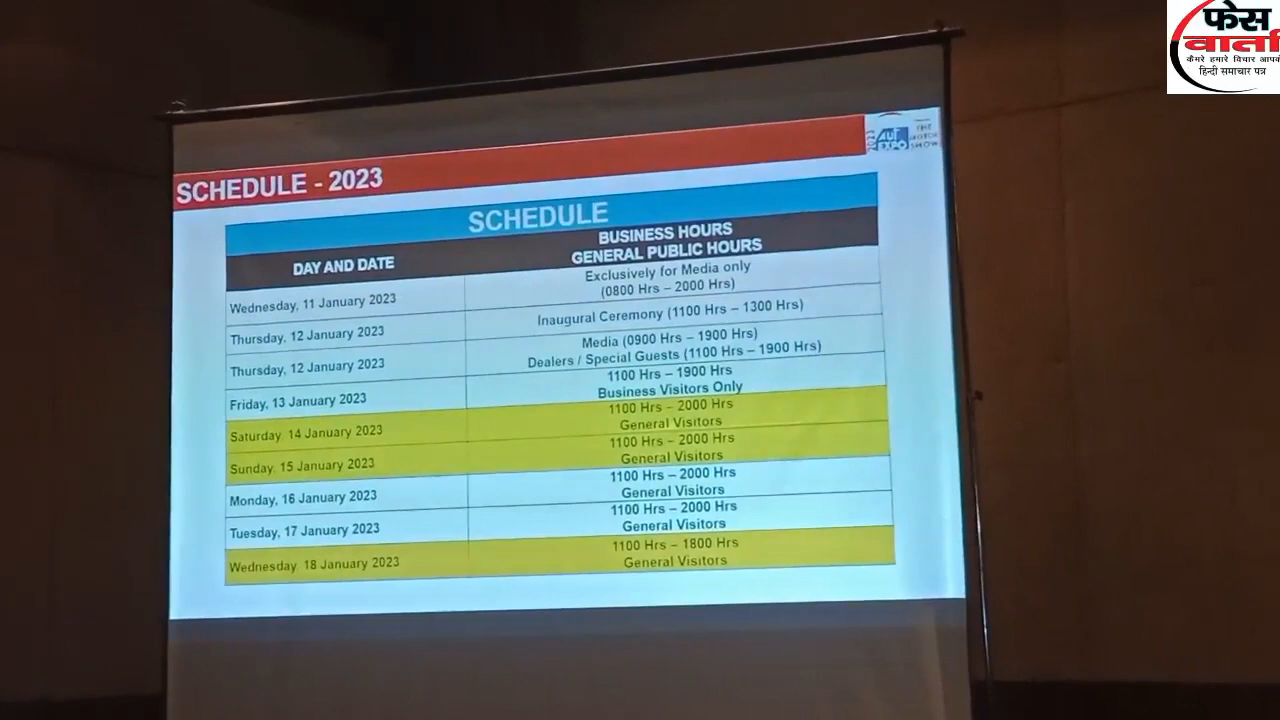 फेस
वार्ता
कैमरे हमारे विचार आपके
हिन्दी समाचार पत्र
SCHEDULE - 2023
2023
AUT
EXPO
THE
MOTOR
SHOW
SCHEDULE
DAY AND DATE
BUSINESS HOURS
GENERAL PUBLIC HOURS
Wednesday, 11 January 2023
Exclusively for Media only
(0800 Hrs – 2000 Hrs)
Thursday, 12 January 2023
Inaugural Ceremony (1100 Hrs – 1300 Hrs)
Thursday, 12 January 2023
Media (0900 Hrs – 1900 Hrs)
Dealers / Special Guests (1100 Hrs – 1900 Hrs)
Friday, 13 January 2023
1100 Hrs – 1900 Hrs
Business Visitors Only
Saturday 14 January 2023
1100 Hrs – 2000 Hrs
General Visitors
Sunday, 15 January 2023
1100 Hrs – 2000 Hrs
General Visitors
Monday, 16 January 2023
1100 Hrs – 2000 Hrs
General Visitors
Tuesday, 17 January 2023
1100 Hrs – 2000 Hrs
General Visitors
Wednesday 18 January 2023
1100 Hrs – 1800 Hrs
General Visitors